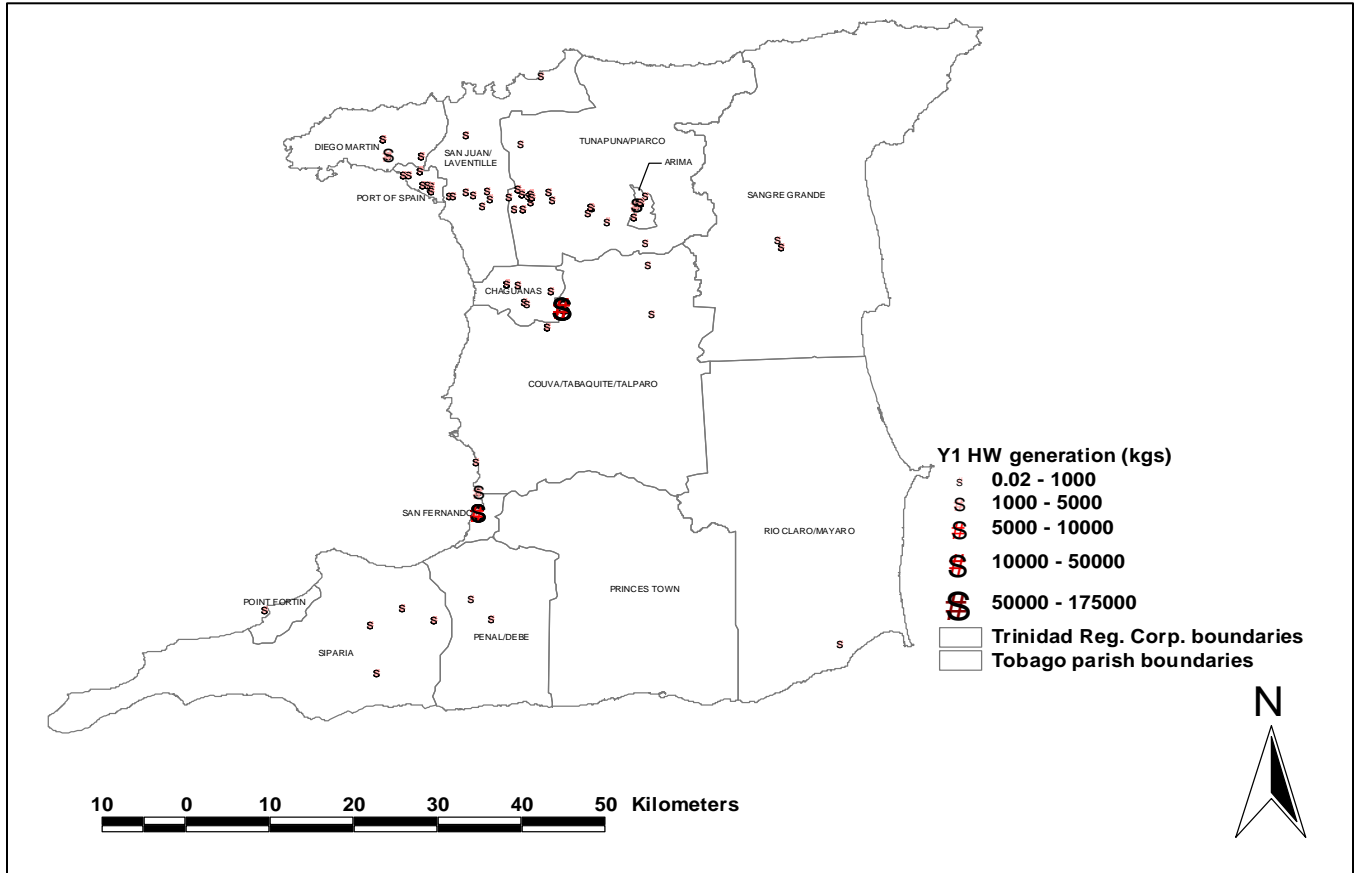 DIEGO MARTIN
SAN JUAN/
LAVENTILLE
TUNAPUNA/PIARCO
ARIMA
PORT OF SPAIN
SANGRE GRANDE
CHAGUANAS
COUVA/TABAQUITE/TALPARO
SAN FERNANDO
RIO CLARO/MAYARO
PRINCES TOWN
POINT FORTIN
PENAL/DEBE
SIPARIA
Y1 HW generation (kgs)
s 0.02 - 1000
S 1000 - 5000
S 5000 - 10000
S 10000 - 50000
S 50000 - 175000
Trinidad Reg. Corp. boundaries
Tobago parish boundaries
N
10 0 10 20 30 40 50 Kilometers